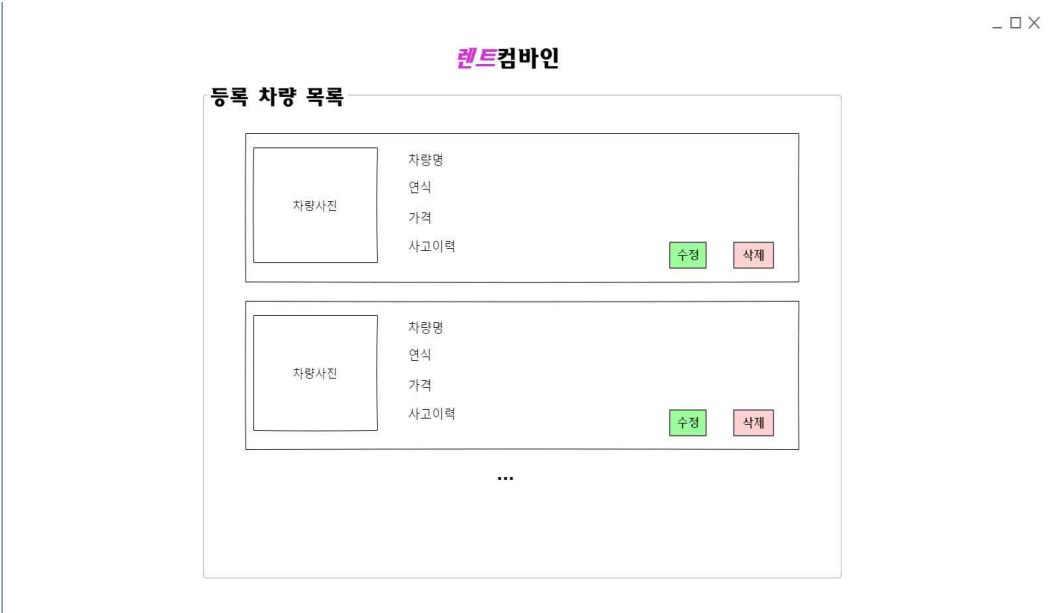 렌트컴바인
등록 차량 목록
차량사진
차량명
연식
가격
사고이력
수정
삭제
차량사진
차량명
연식
가격
사고이력
수정
삭제
...